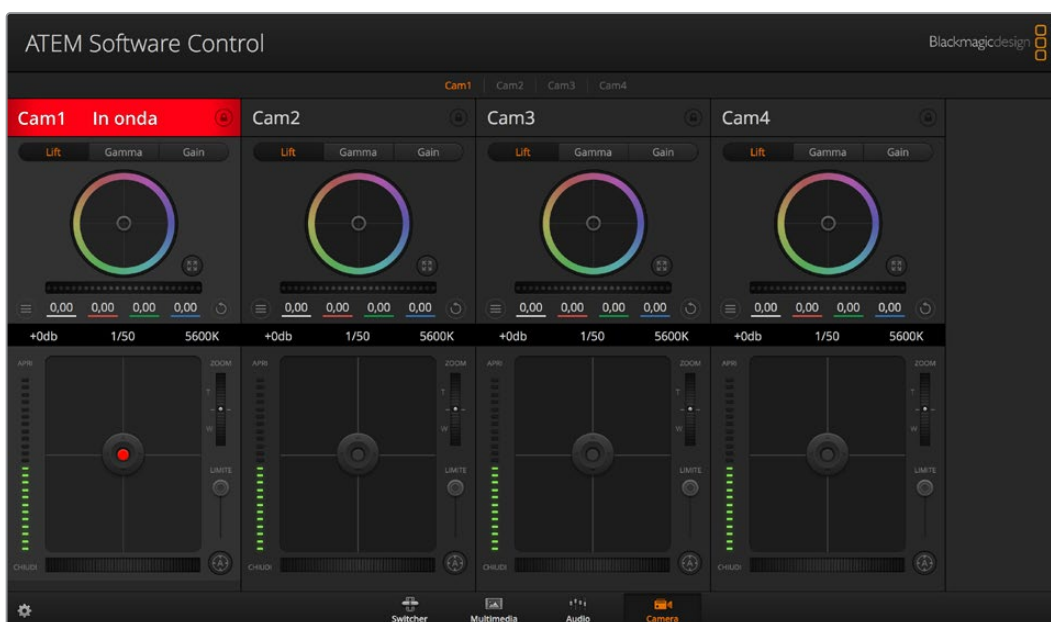 ATEM Software Control
Blackmagicdesign
Cam1 Cam2 Cam3 Cam4
Cam1 In onda Cam2 Cam3 Cam4
Lift Gamma Gain Lift Gamma Gain Lift Gamma Gain Lift Gamma Gain
0,00 0,00 0,00 0,00 0,00 0,00 0,00 0,00 0,00 0,00 0,00 0,00 0,00 0,00 0,00 0,00
+0db 1/50 5600K +0db 1/50 5600K +0db 1/50 5600K +0db 1/50 5600K
APRI ZOOM APRI ZOOM APRI ZOOM APRI ZOOM
T T T T
W W W W
LIMITE LIMITE LIMITE LIMITE
CHIUDI A CHIUDI A CHIUDI A CHIUDI A
Switcher Multimedia Audio Camera